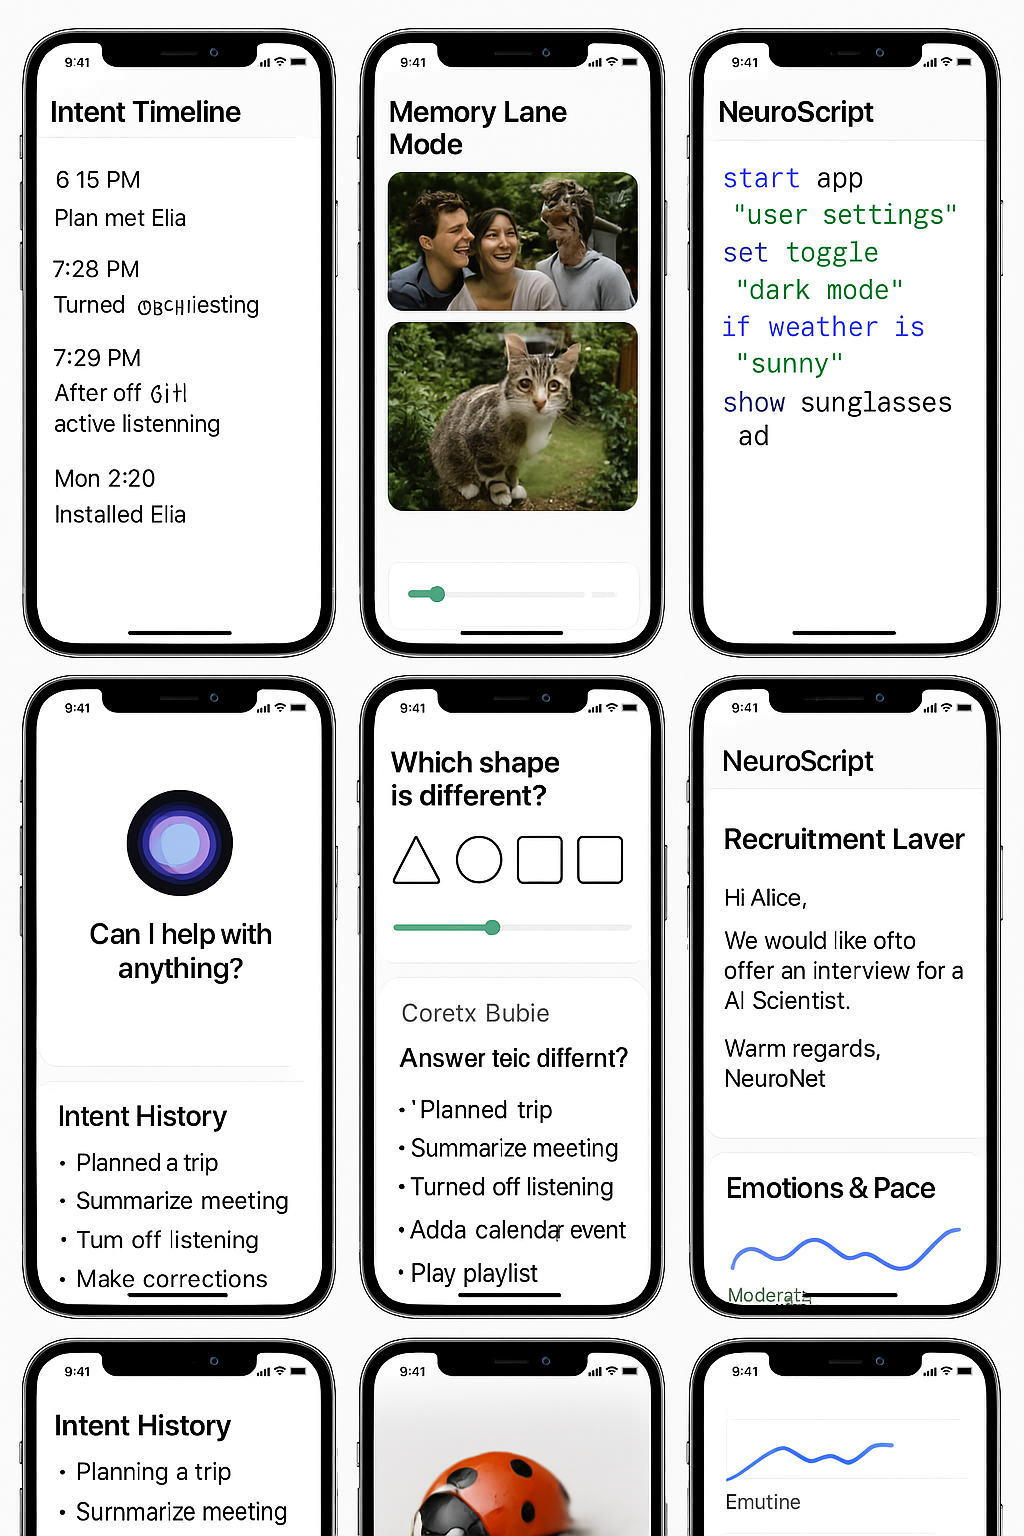 9:41
Intent Timeline
6 15 PM
Plan met Elia
7:28 PM
Turned
7:29 PM
After off
active listenning
Mon 2:20
Installed Elia
9:41
Memory Lane
Mode
9:41
NeuroScript
start app
"user settings"
set toggle
"dark mode"
if weather is
"sunny"
show sunglasses
ad
9:41
Can I help with
anything?
Intent History
• Planned a trip
• Summarize meeting
• Tum off listening
• Make corrections
9:41
Which shape
is different?
Coretx Bubie
Answer teic differnt?
• 'Planned trip
• Summarize meeting
• Turned off listening
• Adda calendar event
• Play playlist
9:41
NeuroScript
Recruitment Laver
Hi Alice,
We would like ofto
offer an interview for a
AI Scientist.
Warm regards,
NeuroNet
Emotions & Pace
9:41
Intent History
• Planning a trip
• Surnmarize meeting
9:41
9:41
Emutine